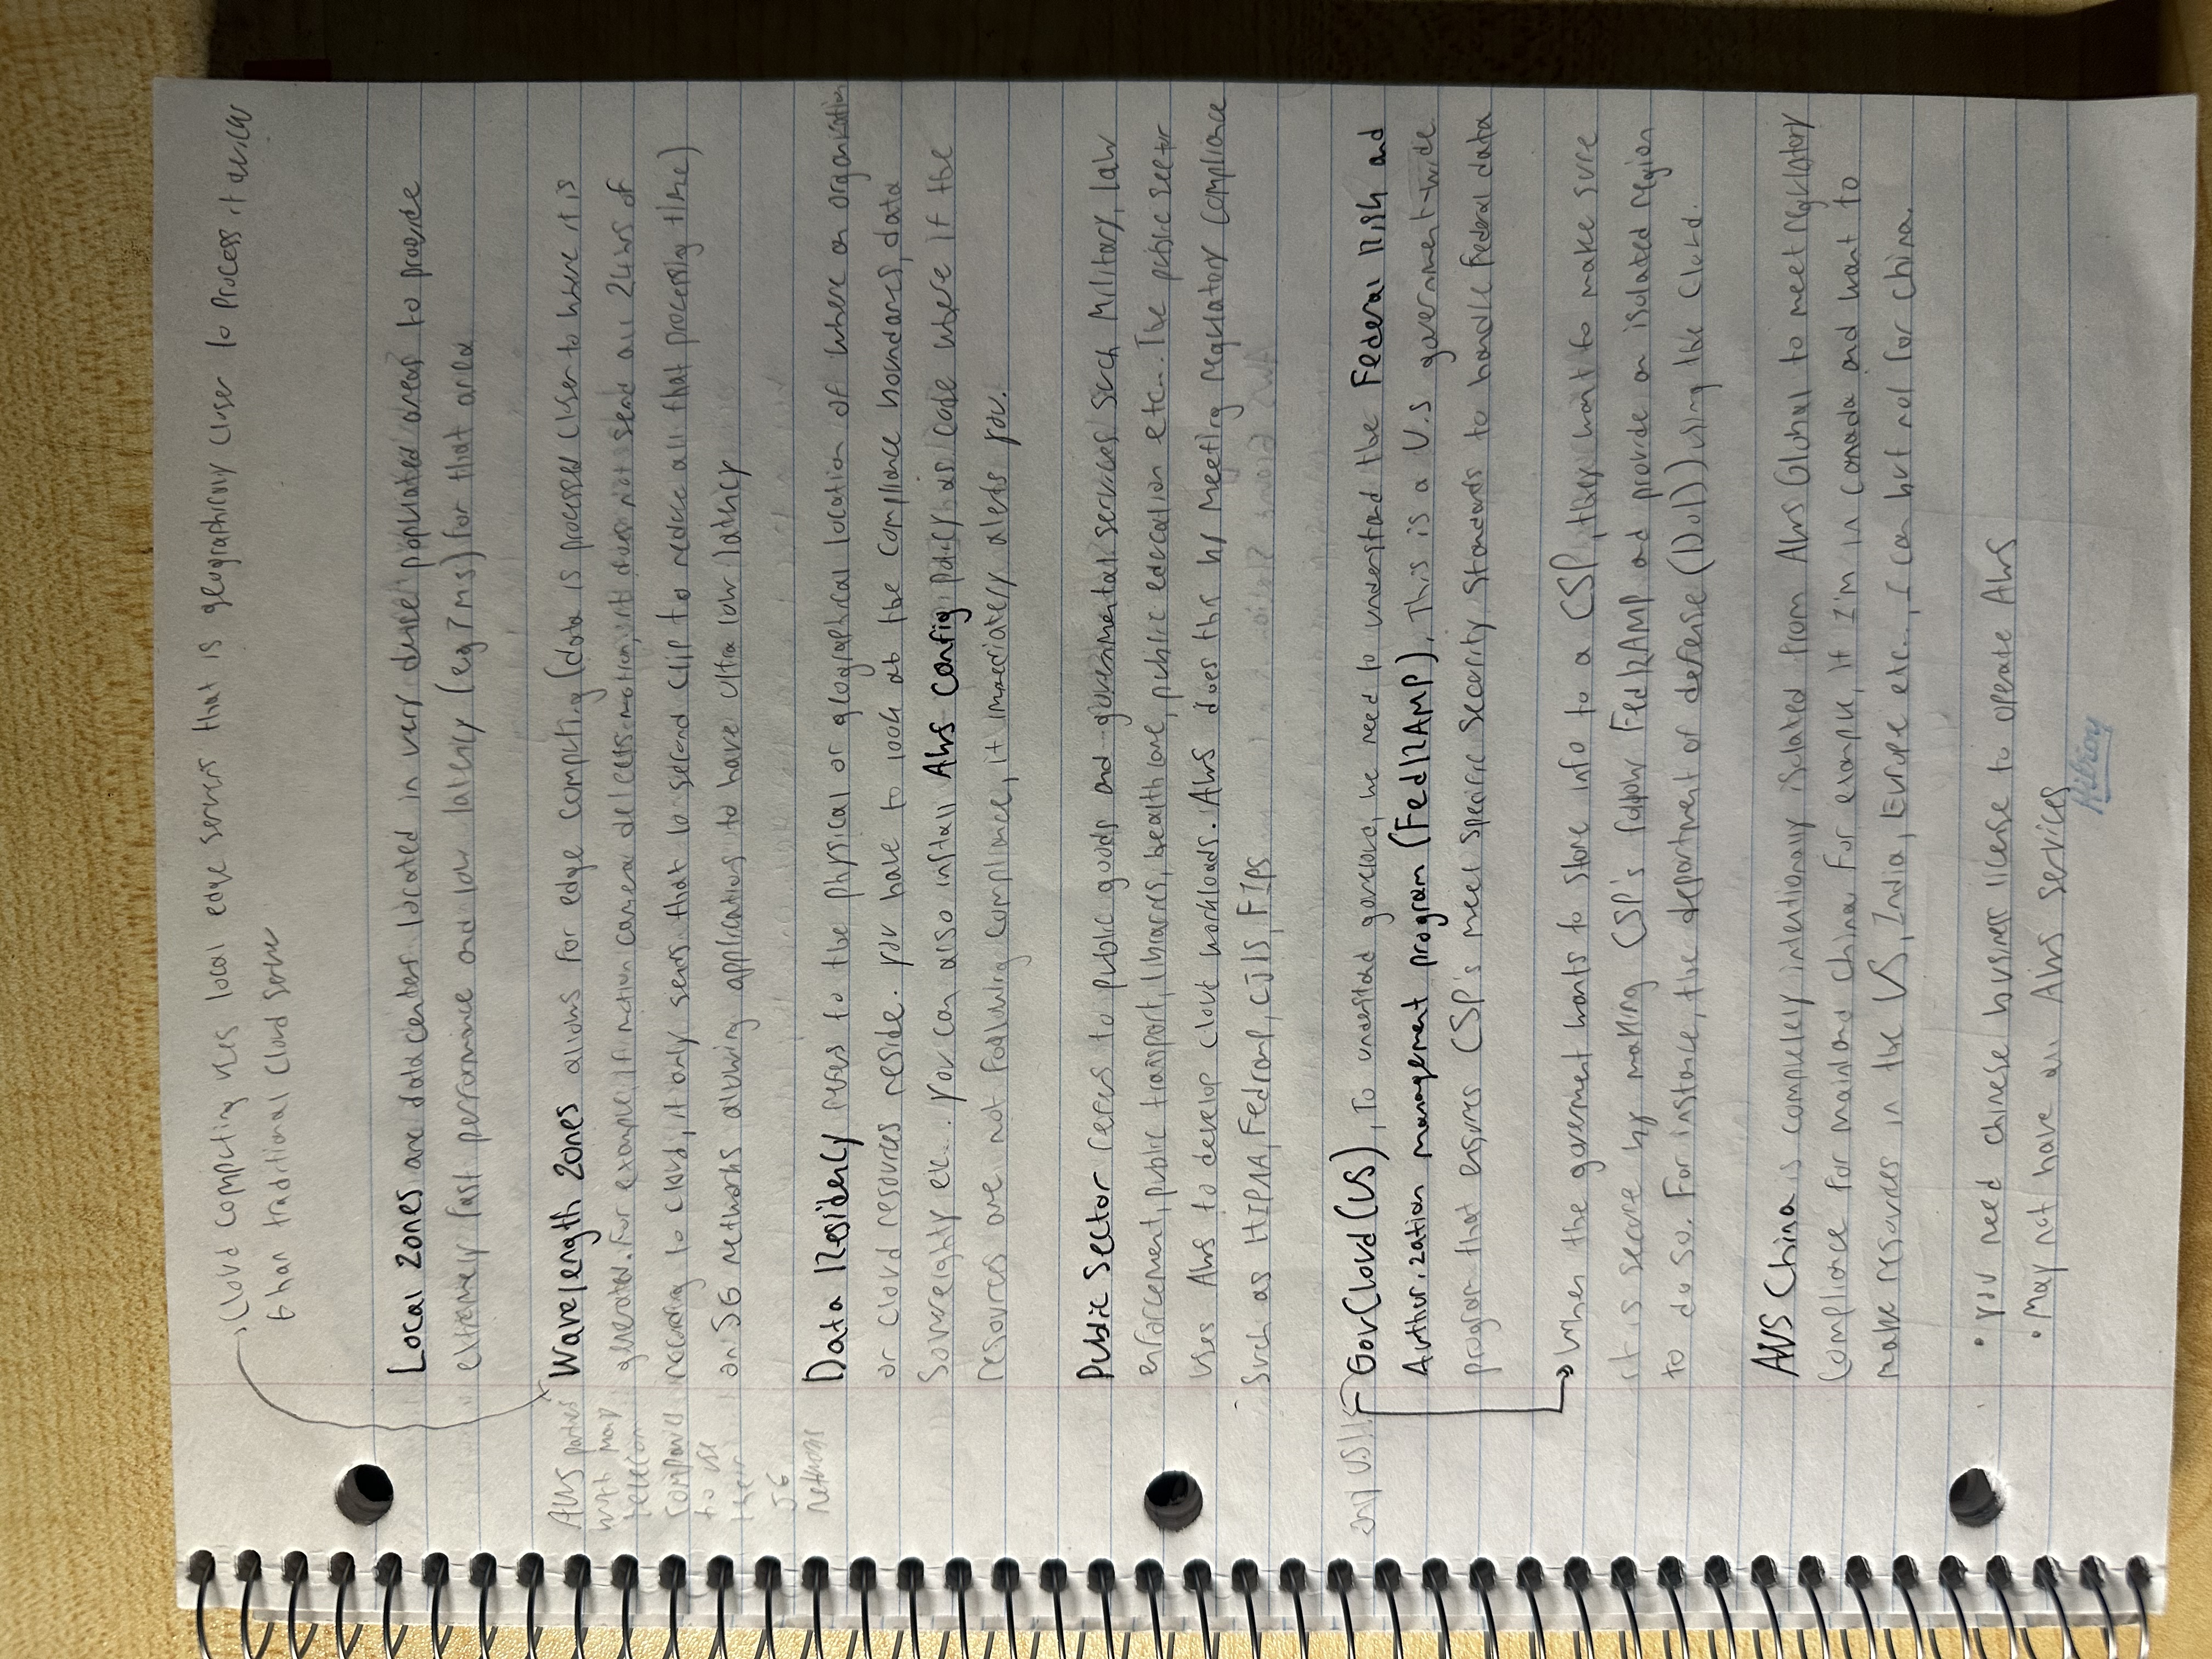 Cloud computing uses local edge servers that is geographically closer to process it quicker
than traditional cloud server
Local Zones are datacenters located in very dense populated areas to provide
extremely fast performance and low latency (eg 7ms) for that area
AWS partners
with many
telecom
companies
to use
their
5G
networks
Wavelength Zones allows for edge computing (data is processed closer to where it is
generated. For example, if motion camera detects motion, it does not send all 24hrs of
recording to cloud, it only sends that 10 second clip to reduce all that processing time)
on 5G networks allowing applications to have ultra low latency
Data Residency refers to the physical or geographical location of where an organization
or cloud resources reside. you have to look at the compliance boundaries, data
Sovereignty etc... you can also install AWS Config policy as code where if the
resources are not following compliance, it immediately alerts you.
Public Sector refers to public goods and governmental services such Military, law
enforcement, public transport, libraries, healthcare, public education etc... The public sector
uses AWS to develop cloud workloads. AWS does this by meeting regulatory compliance
Such as HIPAA, Fedramp, CJIS, FIPS
only US!!
GovCloud (US), To understand govcloud, we need to understand the Federal Risk and
Authorization management program (FedRAMP). This is a U.S government-wide
program that ensures CSP's meet specific security standards to handle Federal data
When the goverment wants to store info to a CSP, they want to make sure
it is secure by making CSP's follow FedRAMP and provide an isolated region
to do so. For instance, the department of defense (DoD) using the cloud.
AWS China is completely intentionally isolated from AWS Global to meet regulatory
compliance for mainland China. For example, if I'm in Canada and want to
make resources in the US, India, Europe etc..., I can but not for China.
• you need chinese business license to operate AWS
• May not have all AWS services
Hilroy